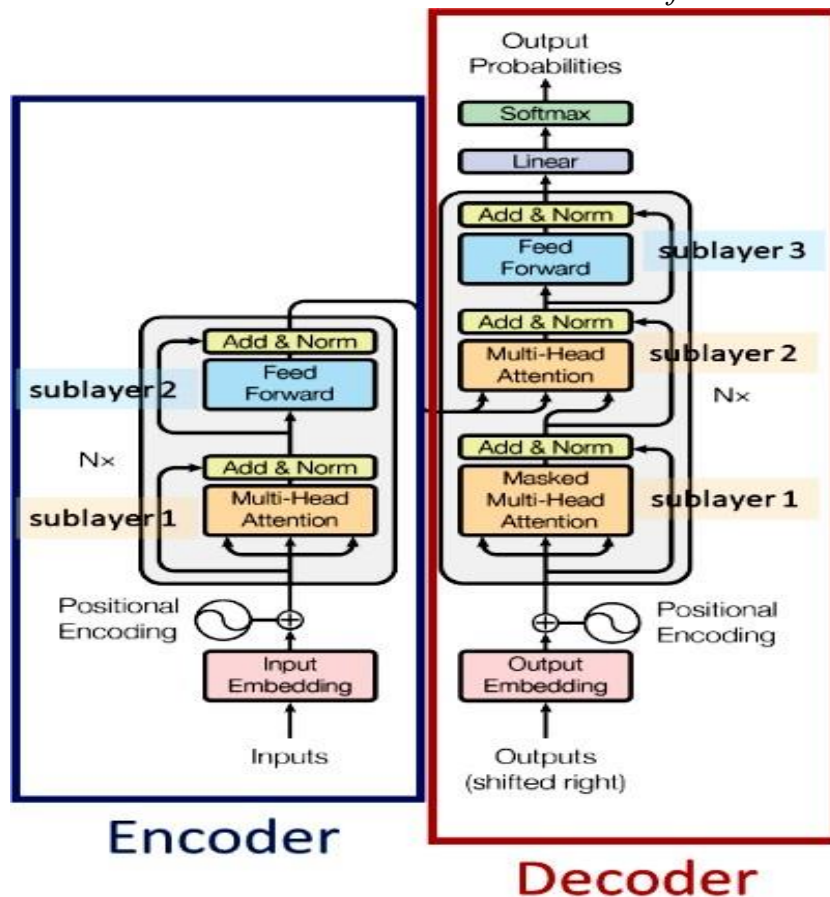 Output
Probabilities
Softmax
Linear
Add & Norm
Feed
Forward
sublayer 3
Add & Norm
Multi-Head
Attention
sublayer 2
Nx
Add & Norm
Masked
Multi-Head
Attention
sublayer 1
Positional
Encoding
Output
Embedding
Outputs
(shifted right)
Decoder
Add & Norm
Feed
Forward
sublayer 2
Nx
Add & Norm
Multi-Head
Attention
sublayer 1
Positional
Encoding
Input
Embedding
Inputs
Encoder